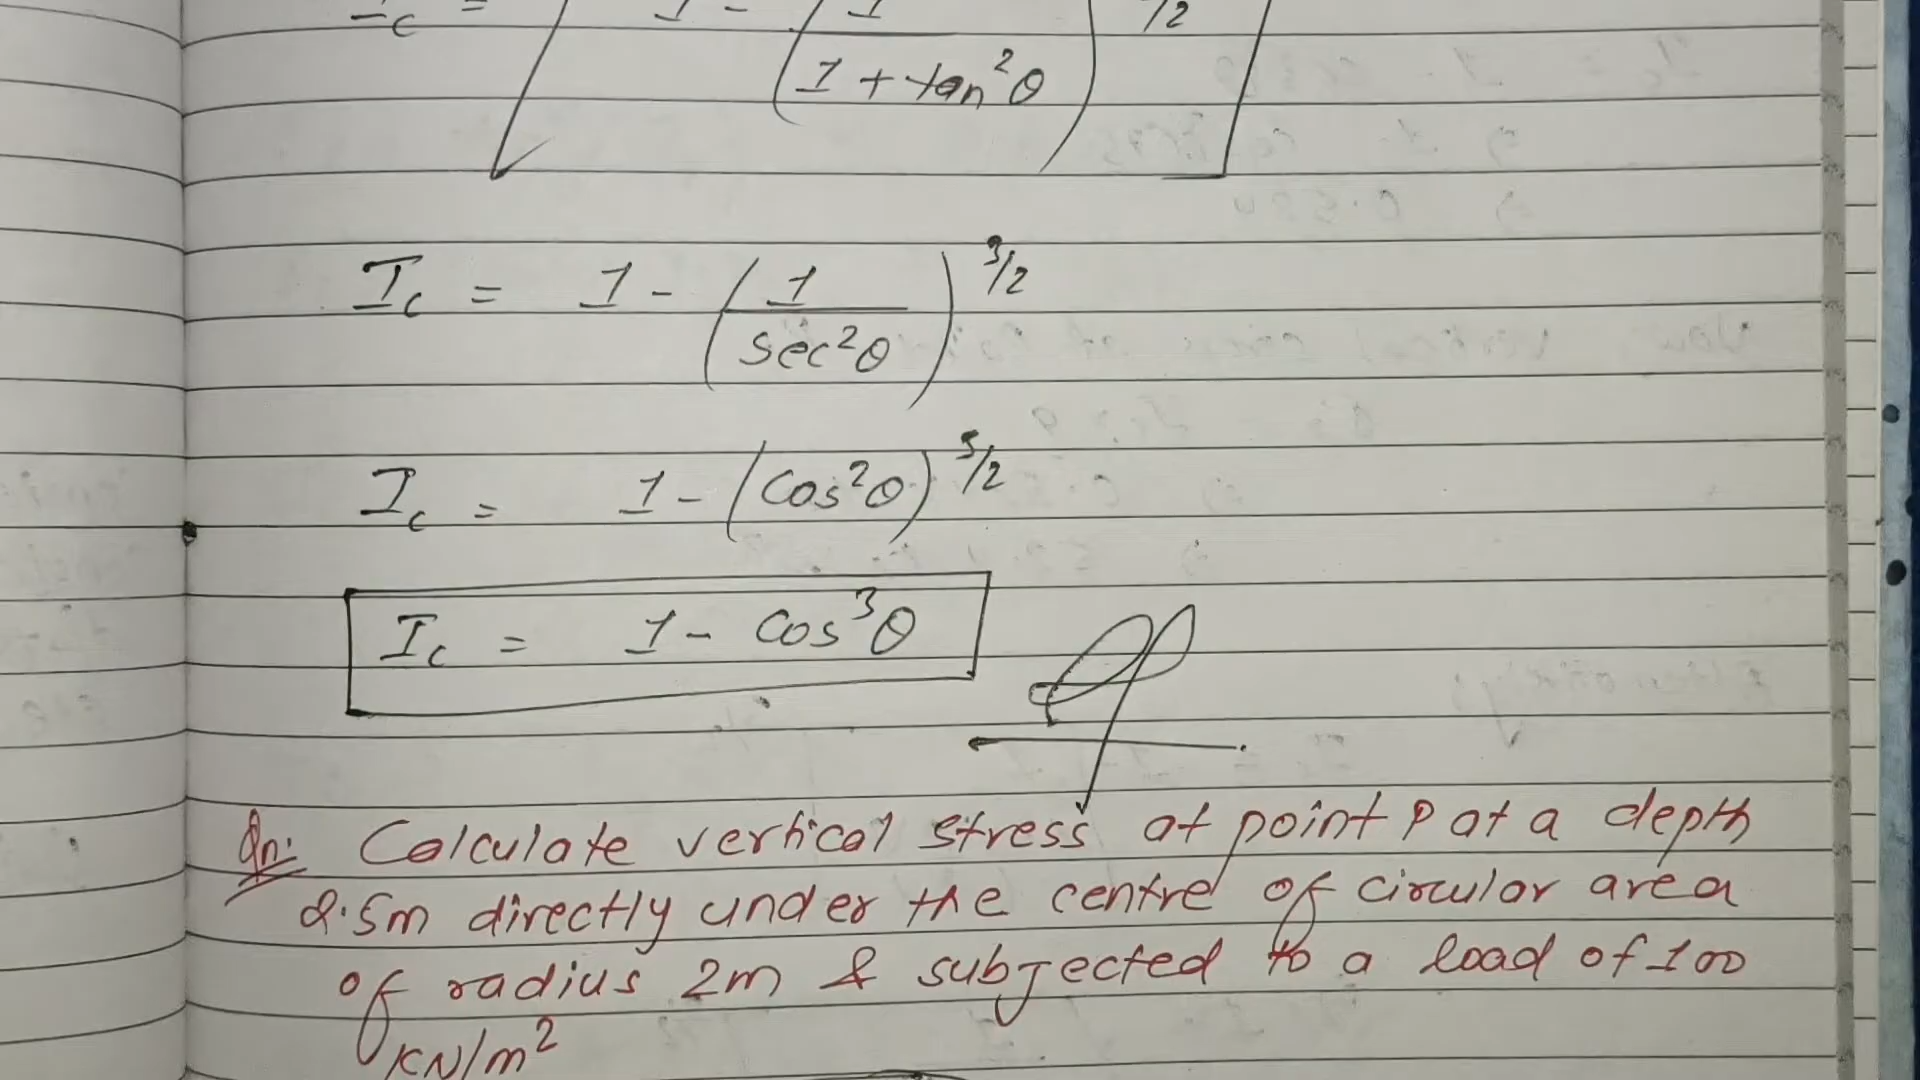 I_c = [1 - (1 / (1 + tan²θ))^3/2]
I_c = 1 - (1 / sec²θ)^3/2
I_c = 1 - (cos²θ)^3/2
I_c = 1 - cos³θ
Qn: Calculate vertical stress at point P at a depth
2.5m directly under the centre of circular area
of radius 2m & subjected to a load of 100
KN/m²